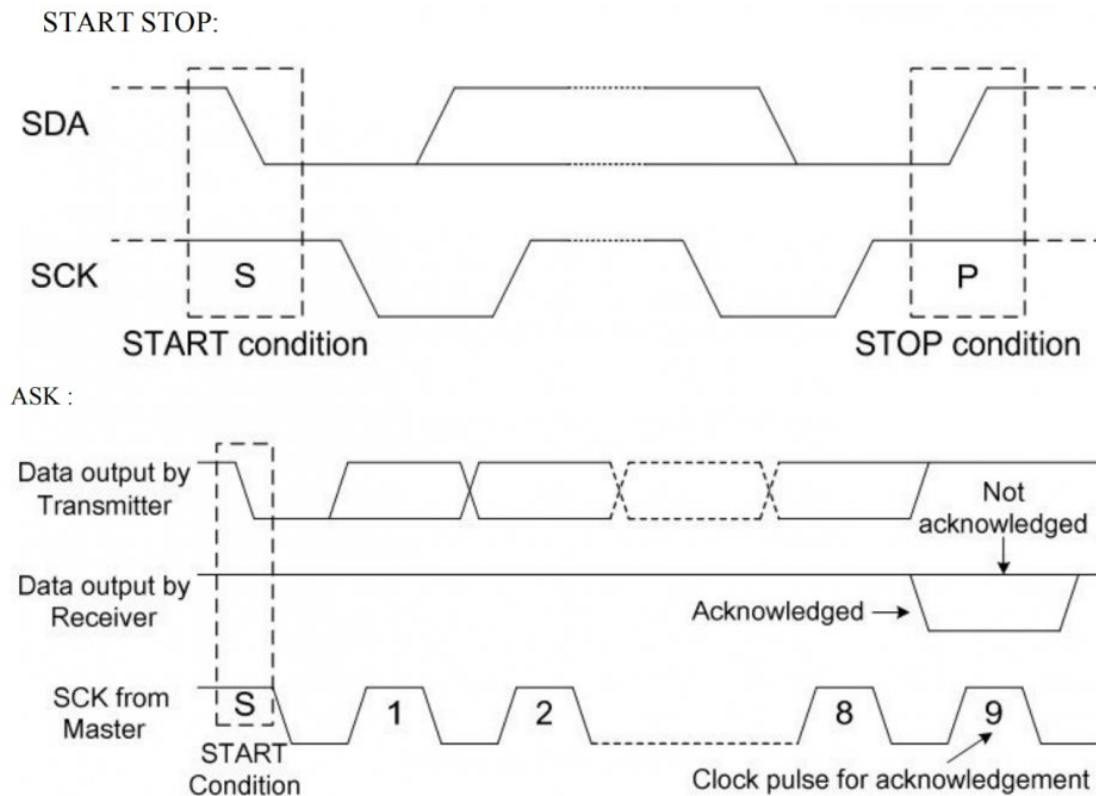 START STOP:
SDA
SCK
S
P
START condition
STOP condition
ASK :
Data output by
Transmitter
Not
acknowledged
Data output by
Receiver
Acknowledged
SCK from
Master
S
1
2
8
9
START
Condition
Clock pulse for acknowledgement